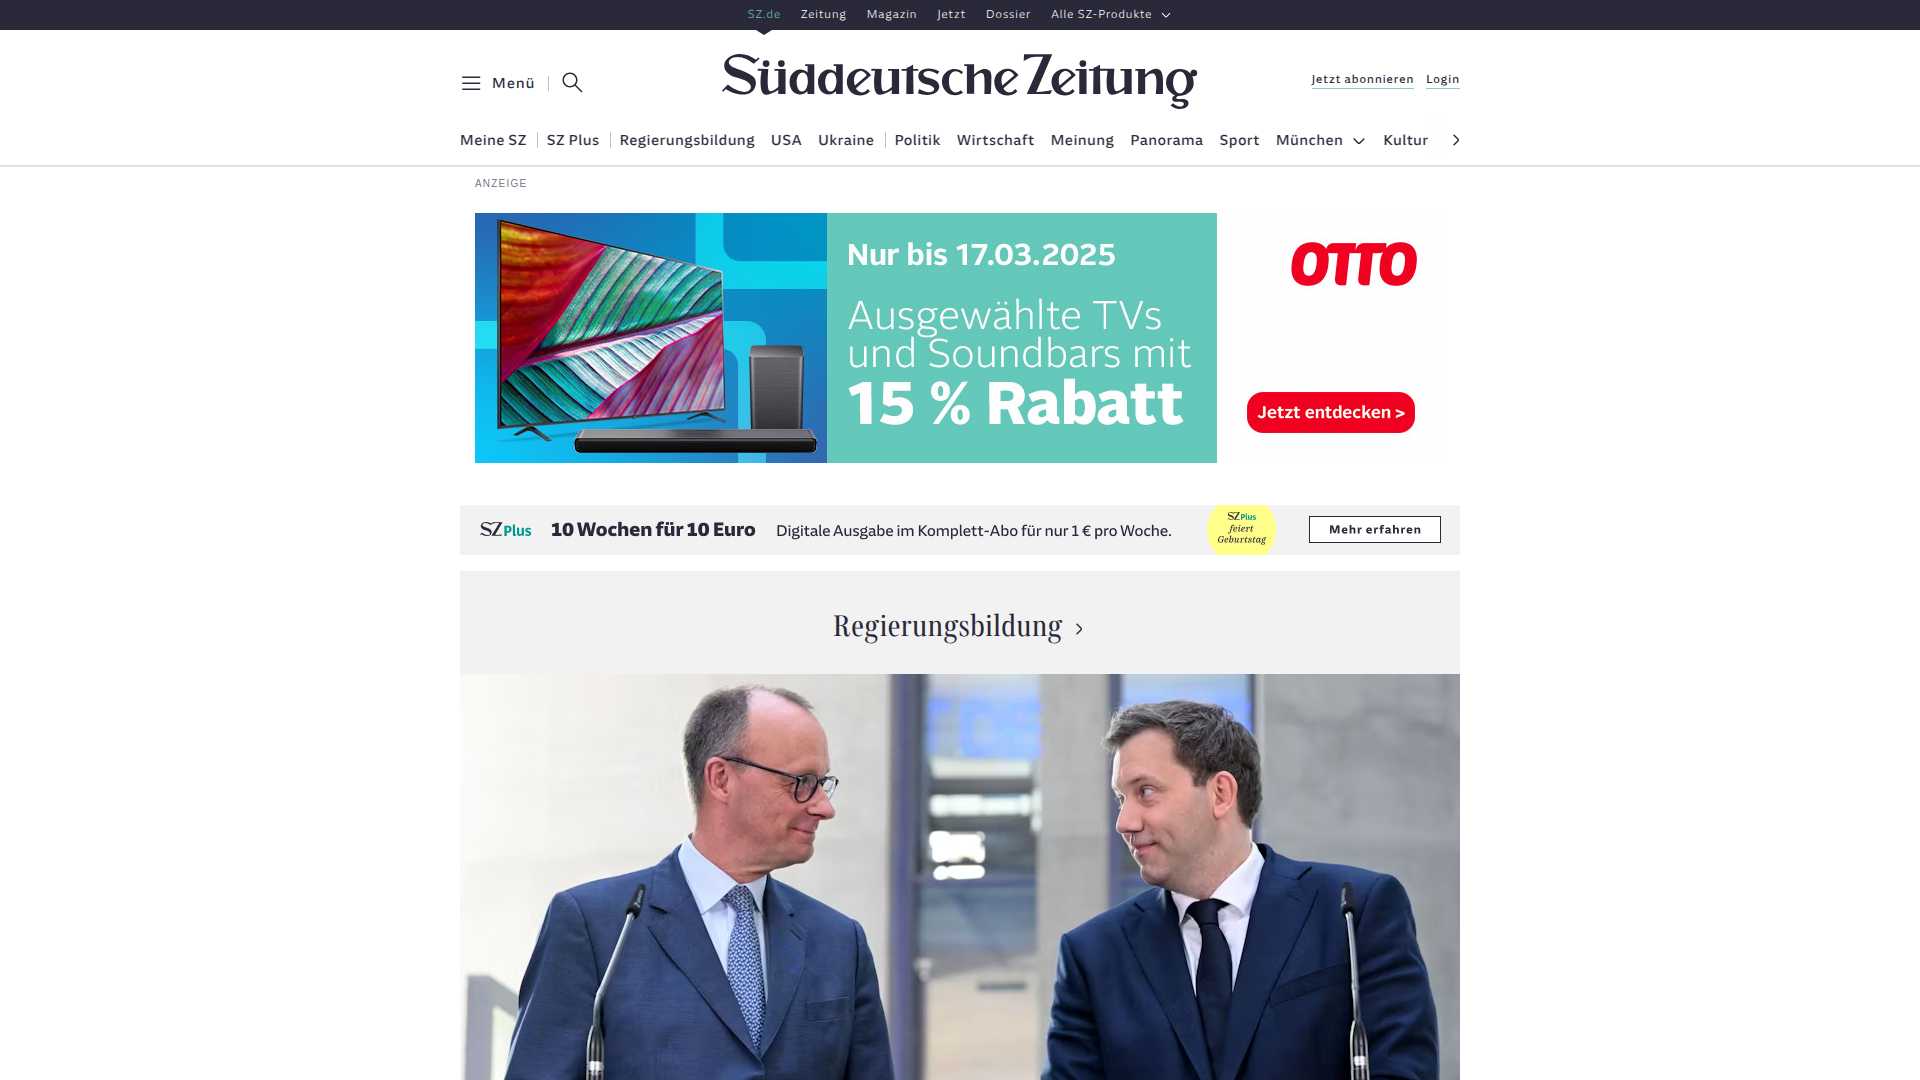 SZ.de Zeitung Magazin Jetzt Dossier Alle SZ-Produkte
Menü
Süddeutsche Zeitung
Jetzt abonnieren Login
Meine SZ SZ Plus Regierungsbildung USA Ukraine Politik Wirtschaft Meinung Panorama Sport München Kultur
ANZEIGE
Nur bis 17.03.2025
Ausgewählte TVs
und Soundbars mit
15 % Rabatt
OTTO
Jetzt entdecken >
SZ Plus 10 Wochen für 10 Euro Digitale Ausgabe im Komplett-Abo für nur 1 € pro Woche.
SZ Plus
feiert
Geburtstag
Mehr erfahren
Regierungsbildung